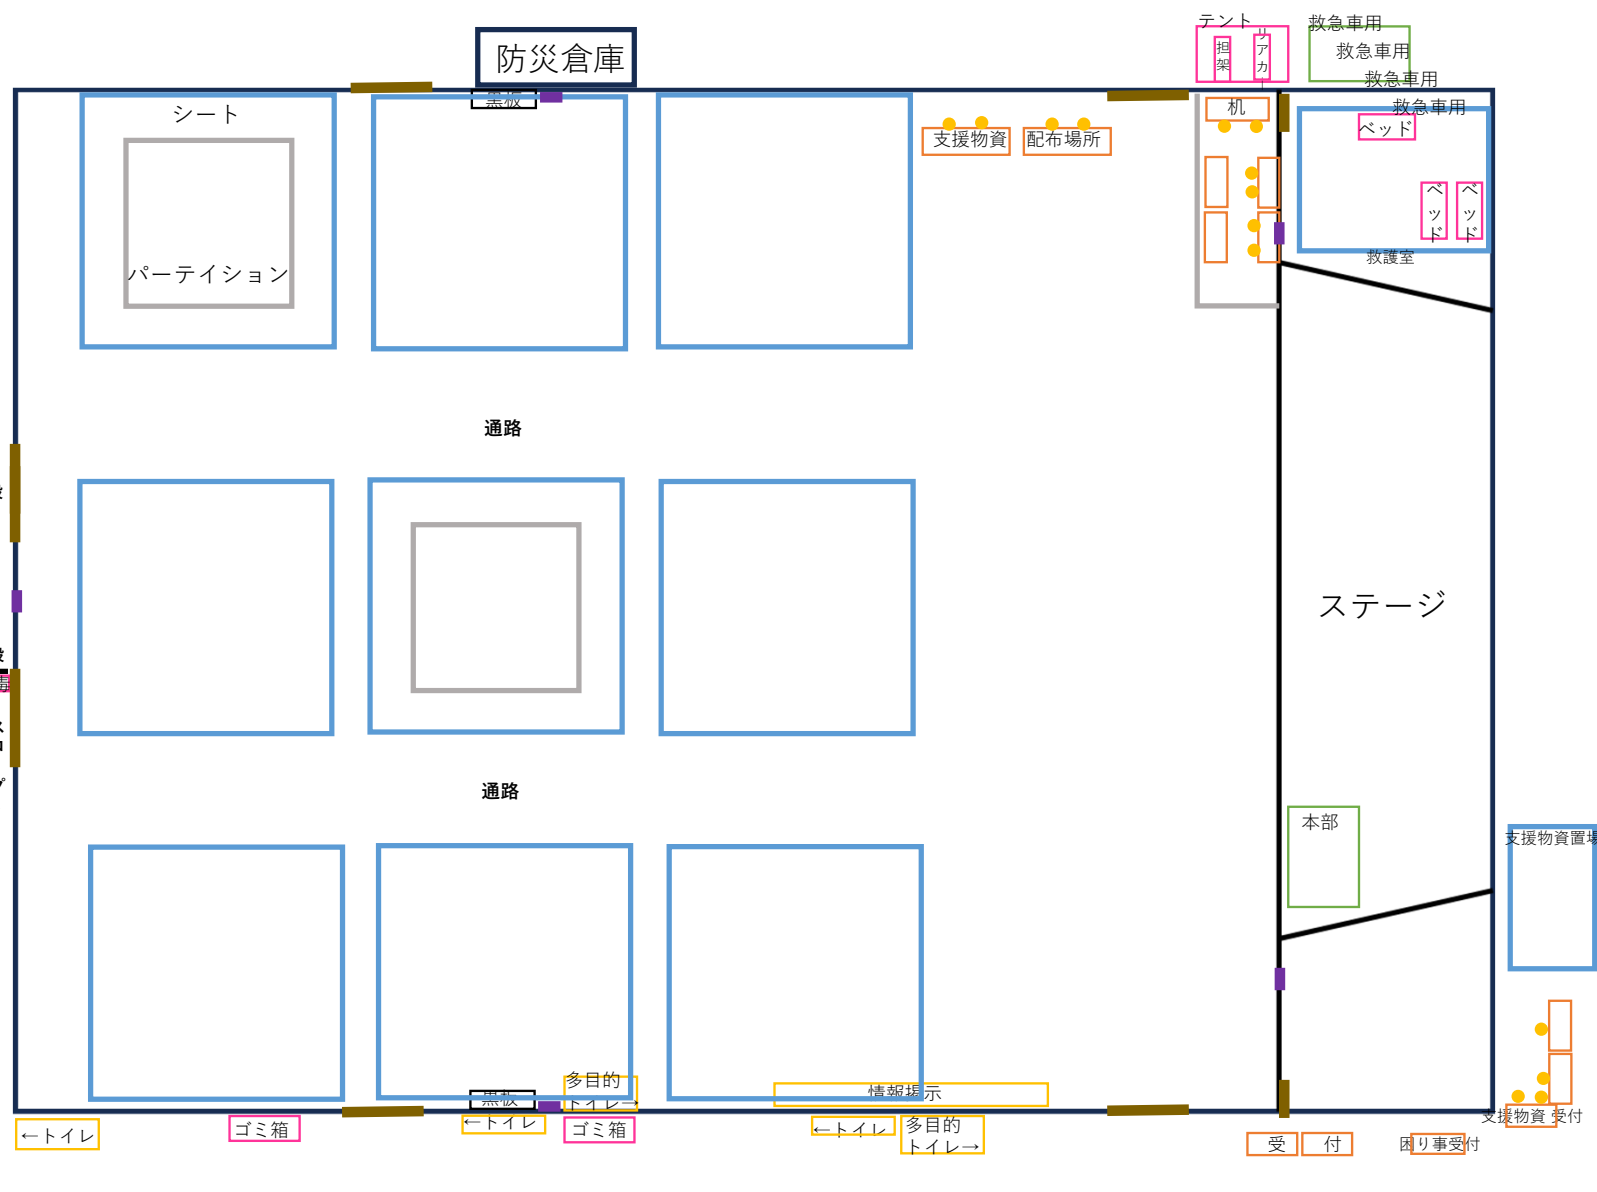 テント
救急車用
防災倉庫
担架
リアカー
救急車用
救急車用
黒板
シート
支援物資
配布場所
机
救急車用
ベッド
ベッド
ベッド
パーテイション
救護室
通路
ステージ
通路
本部
支援物資置場
多目的
トイレ→
黒板
情報掲示
←トイレ
ゴミ箱
←トイレ
ゴミ箱
←トイレ
多目的
トイレ→
支援物資 受付
受
付
困り事受付